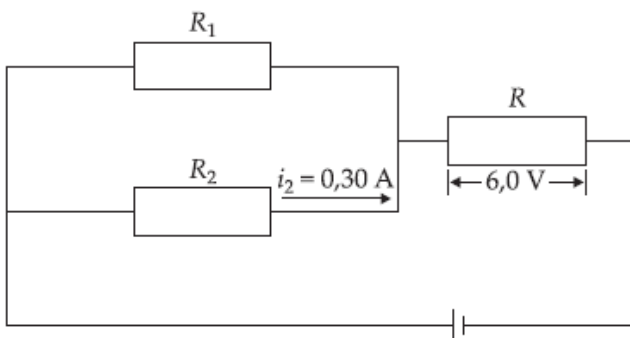 R₁
R
R₂
i₂ = 0,30 A
6,0 V